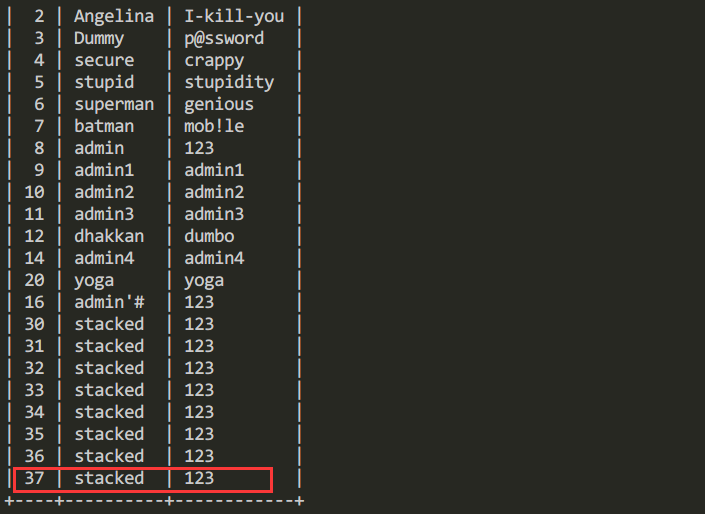 |  2 | Angelina | I-kill-you |
|  3 | Dummy    | p@ssword   |
|  4 | secure   | crappy     |
|  5 | stupid   | stupidity  |
|  6 | superman | genious    |
|  7 | batman   | mob!le     |
|  8 | admin    | 123        |
|  9 | admin1   | admin1     |
| 10 | admin2   | admin2     |
| 11 | admin3   | admin3     |
| 12 | dhakkan  | dumbo      |
| 14 | admin4   | admin4     |
| 20 | yoga     | yoga       |
| 16 | admin'#  | 123        |
| 30 | stacked  | 123        |
| 31 | stacked  | 123        |
| 32 | stacked  | 123        |
| 33 | stacked  | 123        |
| 34 | stacked  | 123        |
| 35 | stacked  | 123        |
| 36 | stacked  | 123        |
| 37 | stacked  | 123        |
+----+----------+------------+